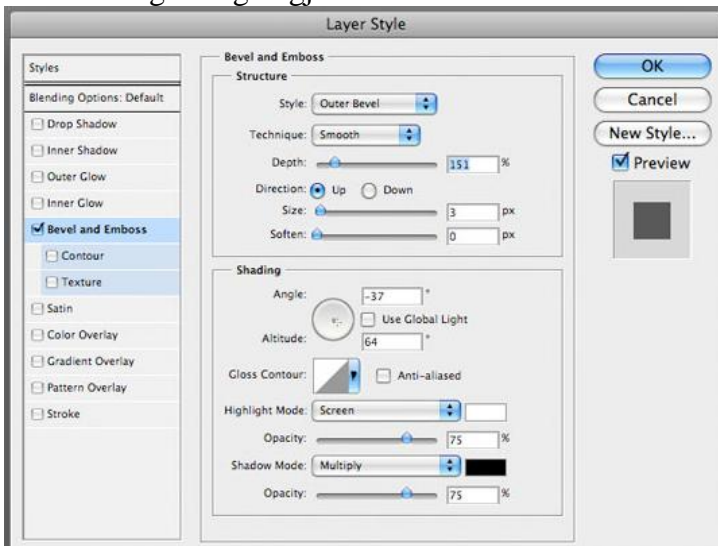 Layer Style
Styles
Blending Options: Default
Drop Shadow
Inner Shadow
Outer Glow
Inner Glow
Bevel and Emboss
Contour
Texture
Satin
Color Overlay
Gradient Overlay
Pattern Overlay
Stroke
Bevel and Emboss
Structure
Style: Outer Bevel
Technique: Smooth
Depth: 151 %
Direction: Up Down
Size: 3 px
Soften: 0 px
Shading
Angle: -37 °
Use Global Light
Altitude: 64 °
Gloss Contour: Anti-aliased
Highlight Mode: Screen
Opacity: 75 %
Shadow Mode: Multiply
Opacity: 75 %
OK
Cancel
New Style...
Preview